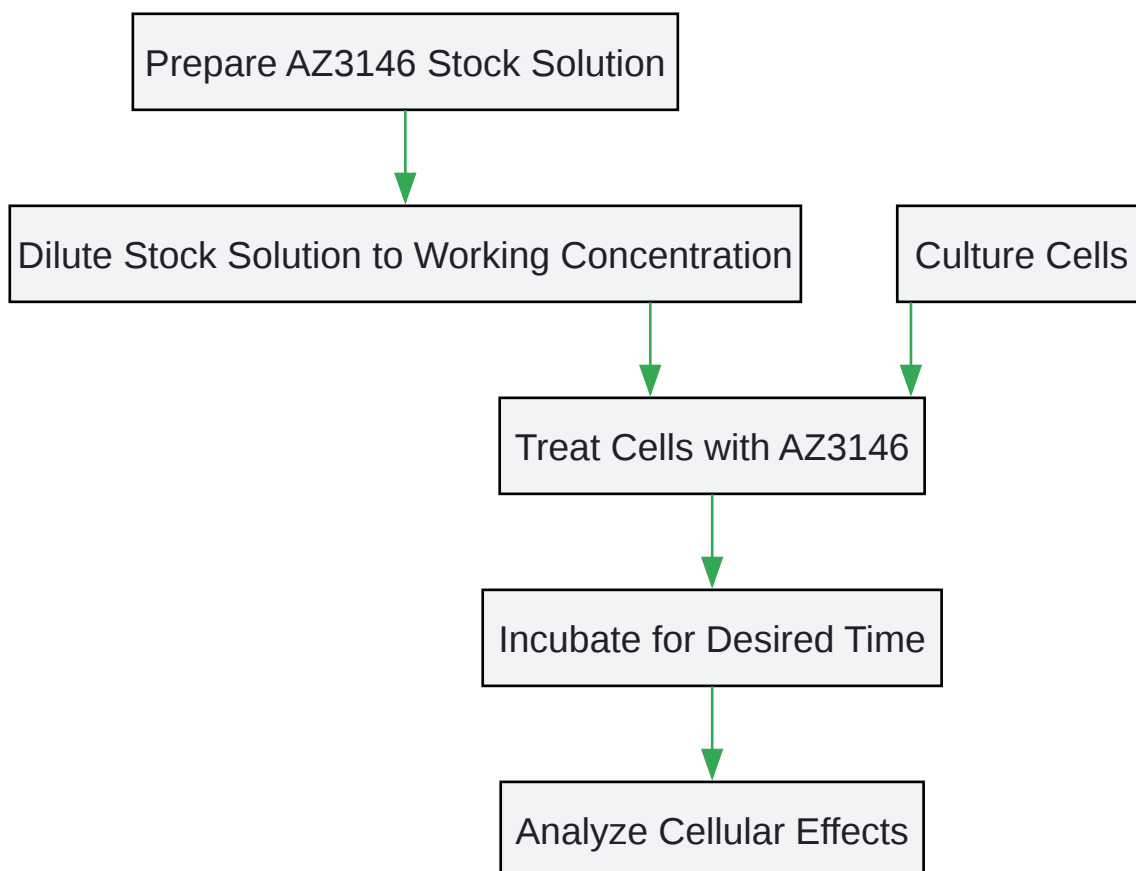 Prepare AZ3146 Stock Solution
Dilute Stock Solution to Working Concentration
Culture Cells
Treat Cells with AZ3146
Incubate for Desired Time
Analyze Cellular Effects